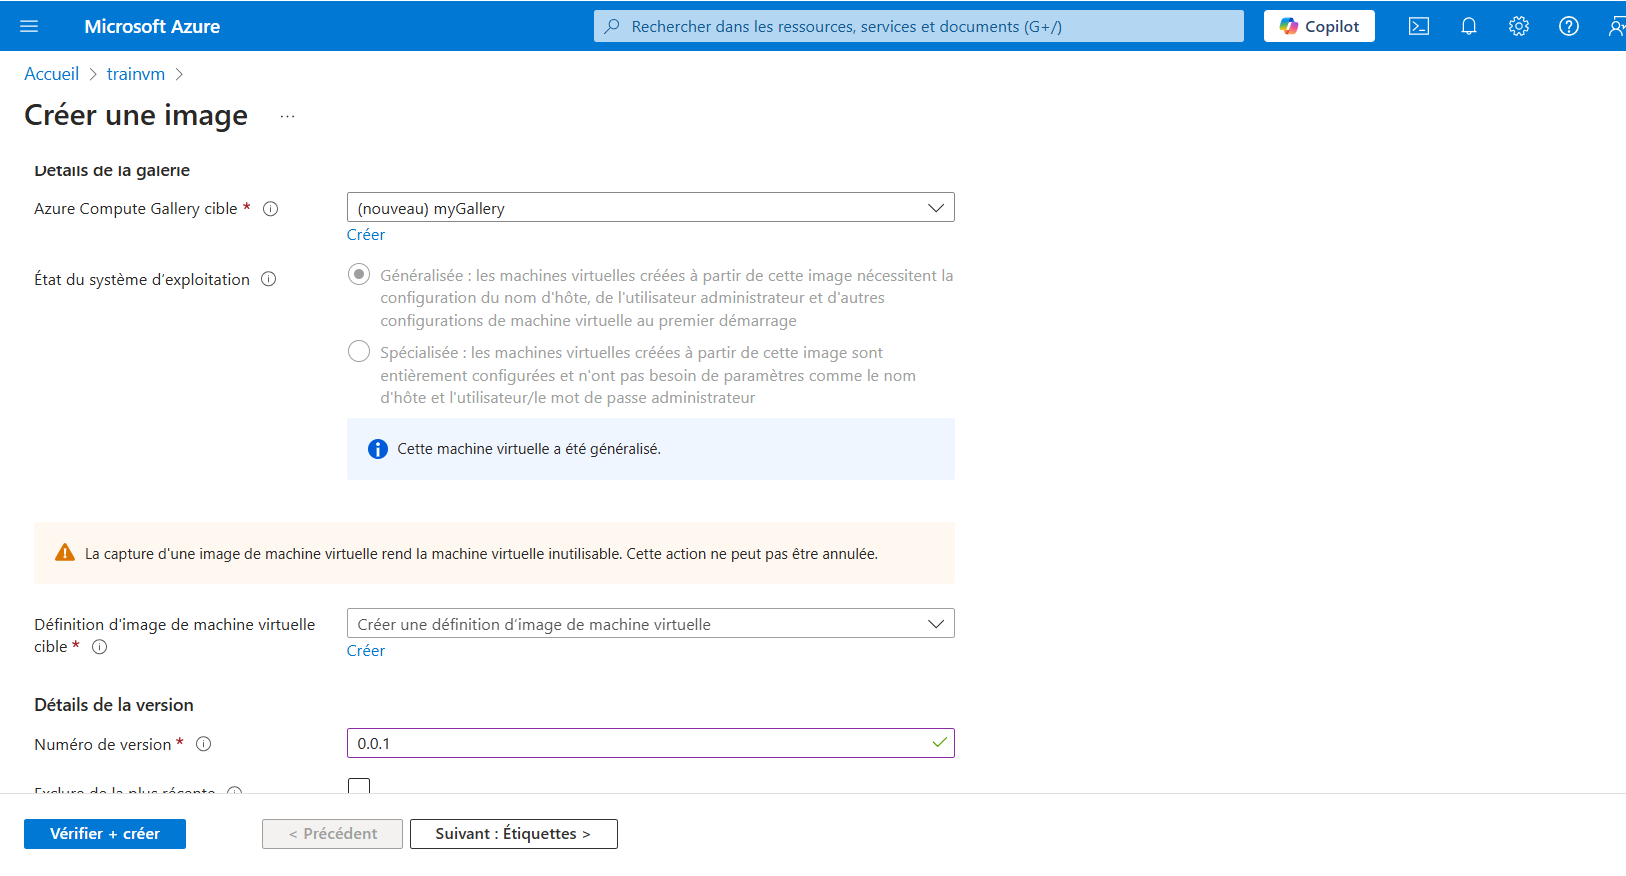 Microsoft Azure
Rechercher dans les ressources, services et documents (G+/)
Copilot
Accueil > trainvm >
Créer une image ...
Détails de la galerie
Azure Compute Gallery cible *
(nouveau) myGallery
Créer
État du système d’exploitation
Généralisée : les machines virtuelles créées à partir de cette image nécessitent la
configuration du nom d'hôte, de l'utilisateur administrateur et d'autres
configurations de machine virtuelle au premier démarrage
Spécialisée : les machines virtuelles créées à partir de cette image sont
entièrement configurées et n'ont pas besoin de paramètres comme le nom
d'hôte et l'utilisateur/le mot de passe administrateur
Cette machine virtuelle a été généralisé.
La capture d'une image de machine virtuelle rend la machine virtuelle inutilisable. Cette action ne peut pas être annulée.
Définition d'image de machine virtuelle
cible *
Créer une définition d’image de machine virtuelle
Créer
Détails de la version
Numéro de version *
0.0.1
Exclure de la plus récente
Vérifier + créer
< Précédent
Suivant : Étiquettes >